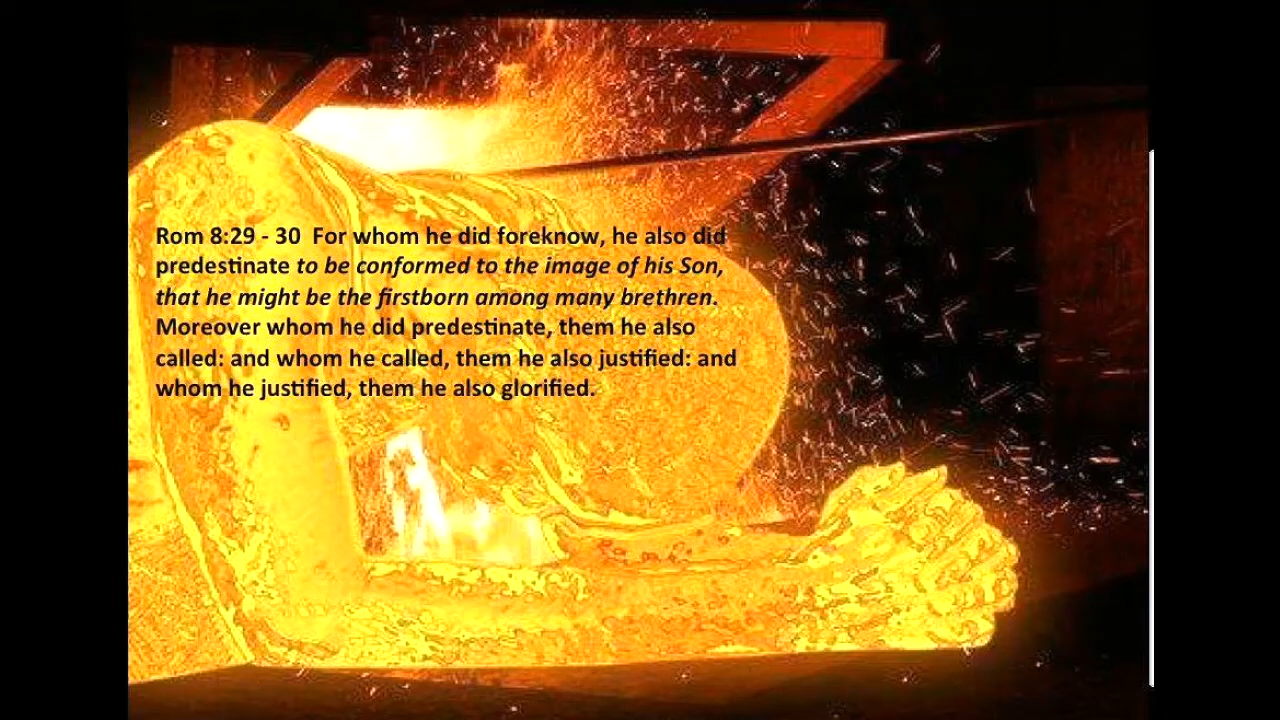 Rom 8:29 - 30  For whom he did foreknow, he also did
predestinate to be conformed to the image of his Son,
that he might be the firstborn among many brethren.
Moreover whom he did predestinate, them he also
called: and whom he called, them he also justified: and
whom he justified, them he also glorified.